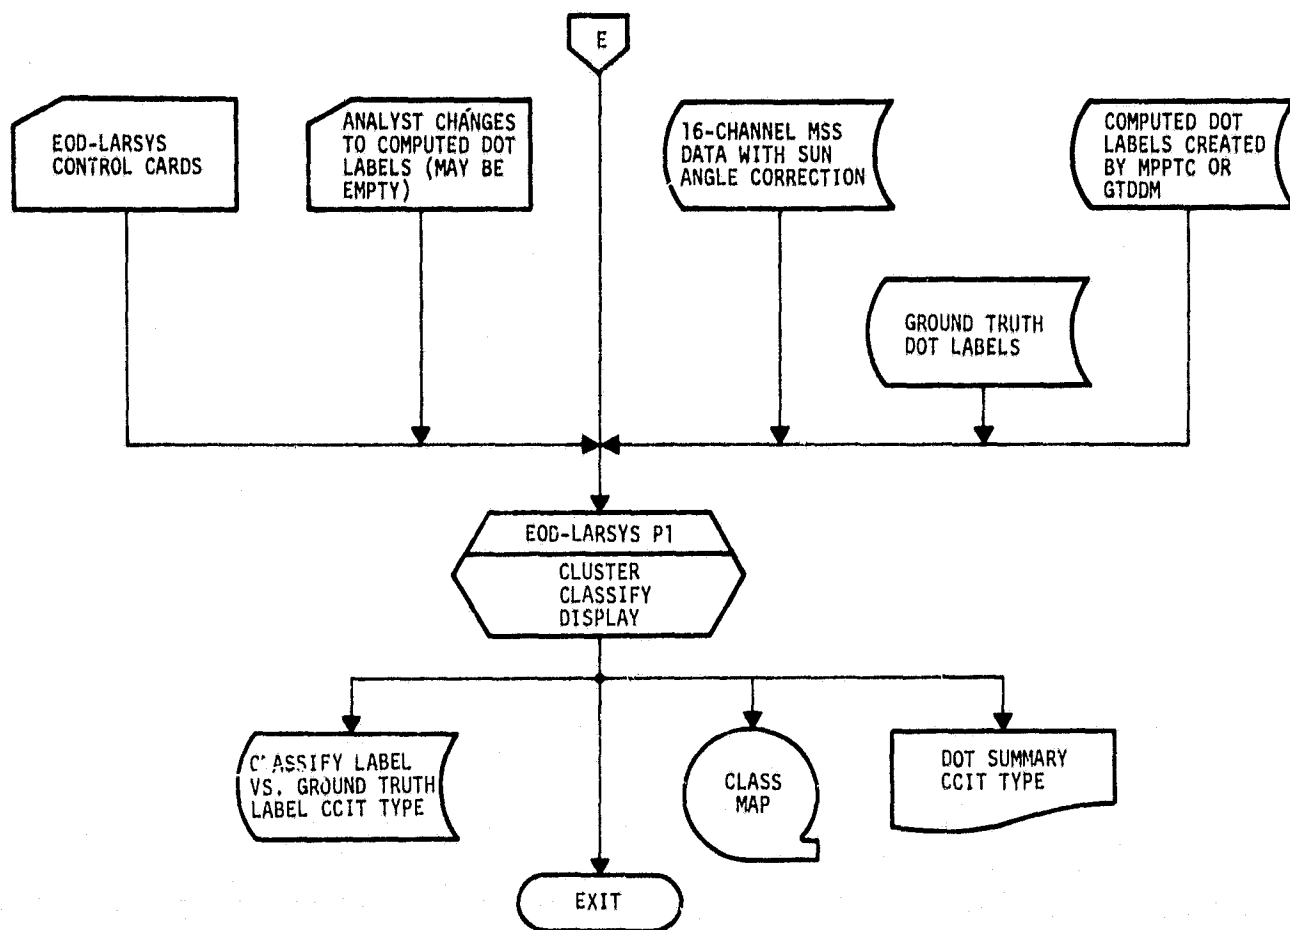 E
EOD-LARSYS
CONTROL CARDS
ANALYST CHANGES
TO COMPUTED DOT
LABELS (MAY BE
EMPTY)
16-CHANNEL MSS
DATA WITH SUN
ANGLE CORRECTION
COMPUTED DOT
LABELS CREATED
BY MPPTC OR
GTDDM
GROUND TRUTH
DOT LABELS
EOD-LARSYS P1
CLUSTER
CLASSIFY
DISPLAY
CLASSIFY LABEL
VS. GROUND TRUTH
LABEL CCIT TYPE
CLASS
MAP
DOT SUMMARY
CCIT TYPE
EXIT